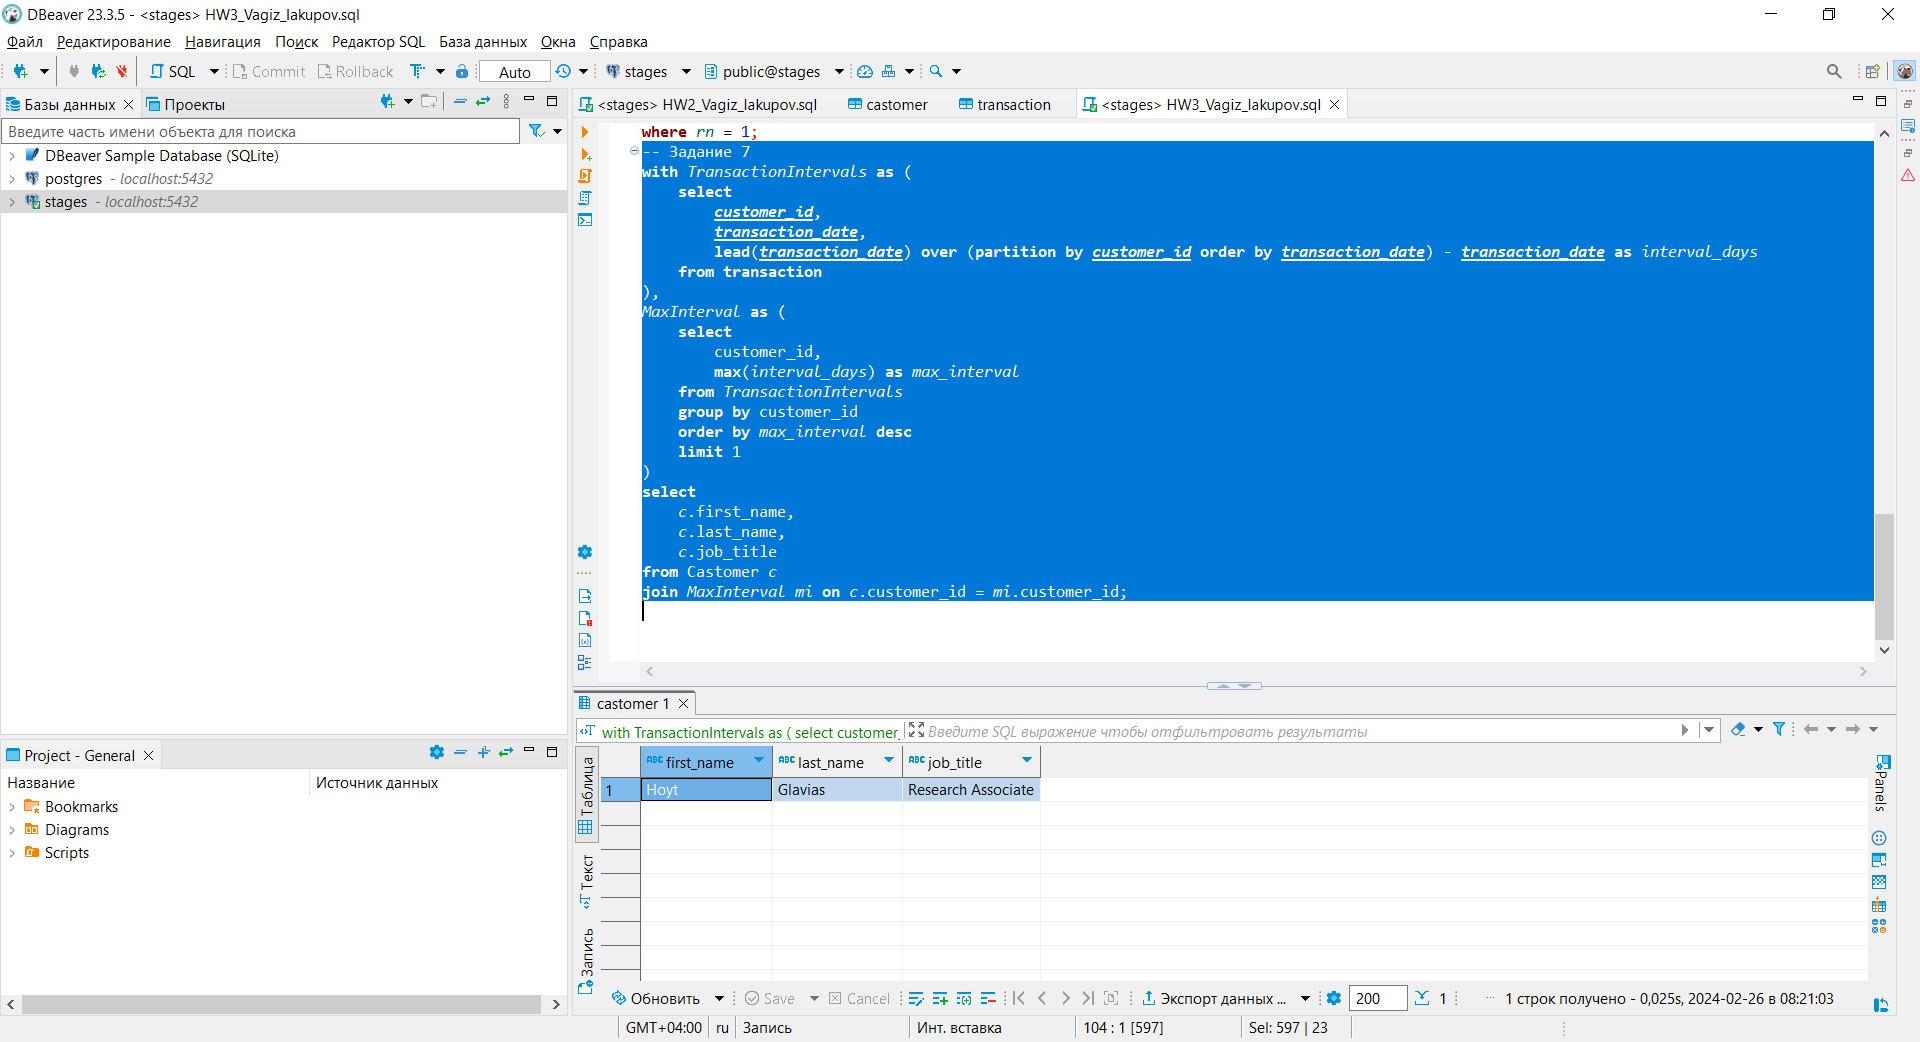 DBeaver 23.3.5 - <stages> HW3_Vagiz_Iakupov.sql
Файл Редактирование Навигация Поиск Редактор SQL База данных Окна Справка
SQL Commit Rollback Auto stages public@stages
Базы данных Проекты
<stages> HW2_Vagiz_Iakupov.sql castomer transaction <stages> HW3_Vagiz_Iakupov.sql
Введите часть имени объекта для поиска
DBeaver Sample Database (SQLite)
postgres - localhost:5432
stages - localhost:5432
where rn = 1;
-- Задание 7
with TransactionIntervals as (
select
customer_id,
transaction_date,
lead(transaction_date) over (partition by customer_id order by transaction_date) - transaction_date as interval_days
from transaction
),
MaxInterval as (
select
customer_id,
max(interval_days) as max_interval
from TransactionIntervals
group by customer_id
order by max_interval desc
limit 1
)
select
c.first_name,
c.last_name,
c.job_title
from Castomer c
join MaxInterval mi on c.customer_id = mi.customer_id;
Project - General
Название Источник данных
Bookmarks
Diagrams
Scripts
castomer 1
with TransactionIntervals as ( select customer_ Введите SQL выражение чтобы отфильтровать результаты
Таблица
Текст
Запись
ABC first_name ABC last_name ABC job_title
1 Hoyt Glavias Research Associate
Panels
Обновить Save Cancel Экспорт данных ... 200 1 ... 1 строк получено - 0,025s, 2024-02-26 в 08:21:03
GMT+04:00 ru Запись Инт. вставка 104 : 1 [597] Sel: 597 | 23